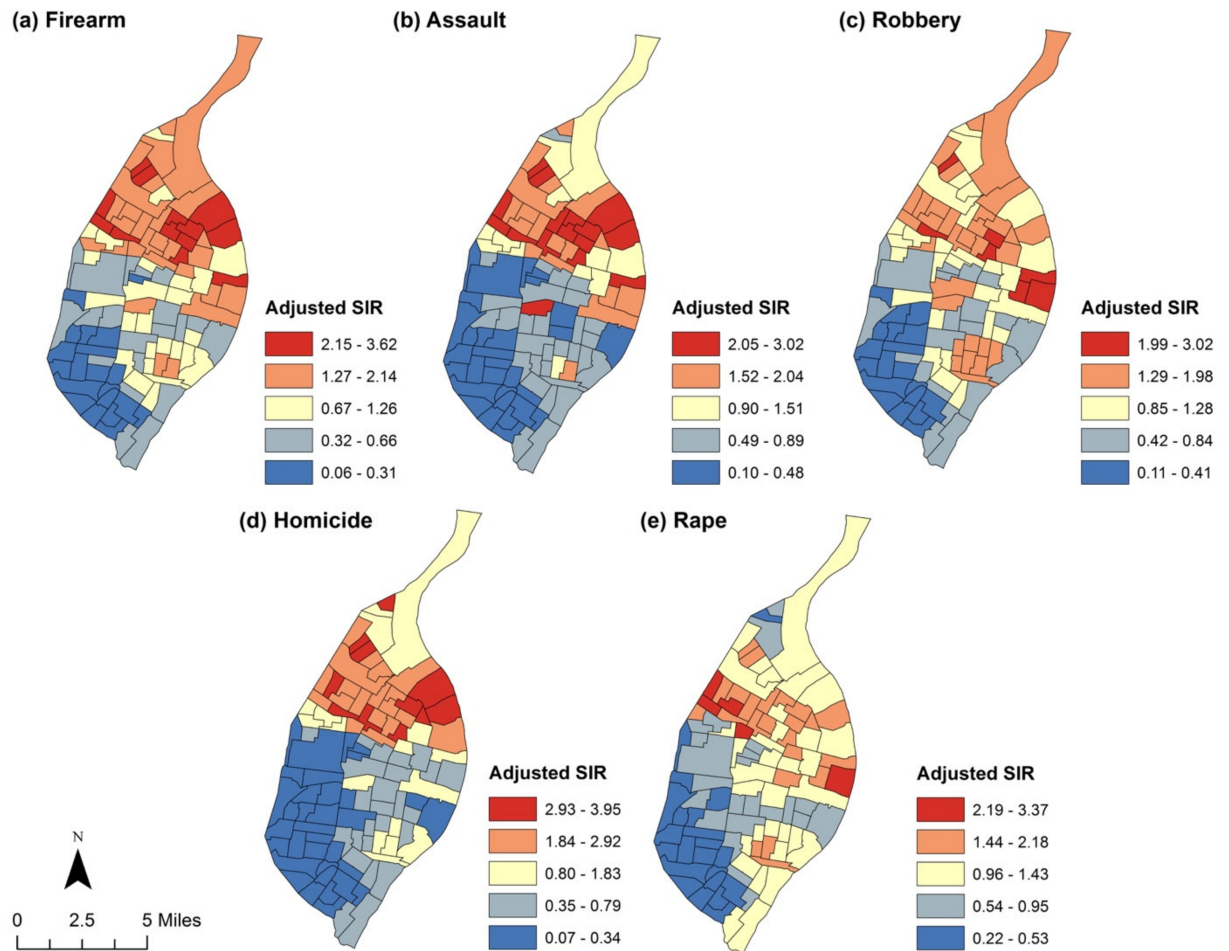 (a) Firearm
(b) Assault
(c) Robbery
Adjusted SIR
2.15 - 3.62
1.27 - 2.14
0.67 - 1.26
0.32 - 0.66
0.06 - 0.31
Adjusted SIR
2.05 - 3.02
1.52 - 2.04
0.90 - 1.51
0.49 - 0.89
0.10 - 0.48
Adjusted SIR
1.99 - 3.02
1.29 - 1.98
0.85 - 1.28
0.42 - 0.84
0.11 - 0.41
(d) Homicide
(e) Rape
Adjusted SIR
2.93 - 3.95
1.84 - 2.92
0.80 - 1.83
0.35 - 0.79
0.07 - 0.34
Adjusted SIR
2.19 - 3.37
1.44 - 2.18
0.96 - 1.43
0.54 - 0.95
0.22 - 0.53
N
0 2.5 5 Miles